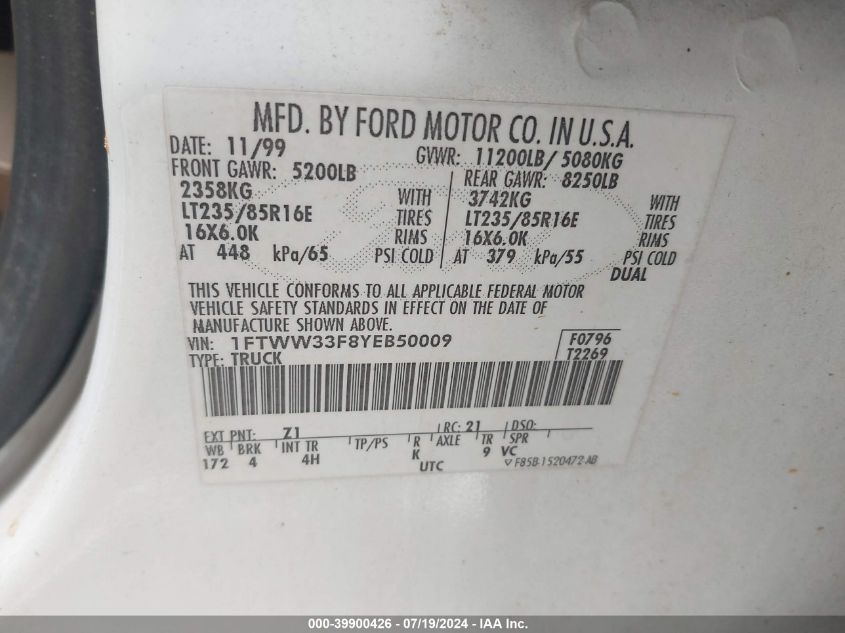 MFD. BY FORD MOTOR CO. IN U.S.A.
DATE: 11/99 GVWR: 11200LB/ 5080KG
FRONT GAWR: 5200LB REAR GAWR: 8250LB
2358KG WITH 3742KG WITH
LT235/85R16E TIRES LT235/85R16E TIRES
16X6.0K RIMS 16X6.0K RIMS
AT 448 kPa/65 PSI COLD AT 379 kPa/55 PSI COLD
DUAL
THIS VEHICLE CONFORMS TO ALL APPLICABLE FEDERAL MOTOR
VEHICLE SAFETY STANDARDS IN EFFECT ON THE DATE OF
MANUFACTURE SHOWN ABOVE.
VIN: 1FTWW33F8YEB50009 F0796
TYPE: TRUCK T2269
EXT PNT: Z1 RC: 21 DSO:
WB BRK INT TR TP/PS R AXLE TR SPR
172 4 4H K 9 VC
UTC F85B-1520472-AB
000-39900426 - 07/19/2024 - IAA Inc.